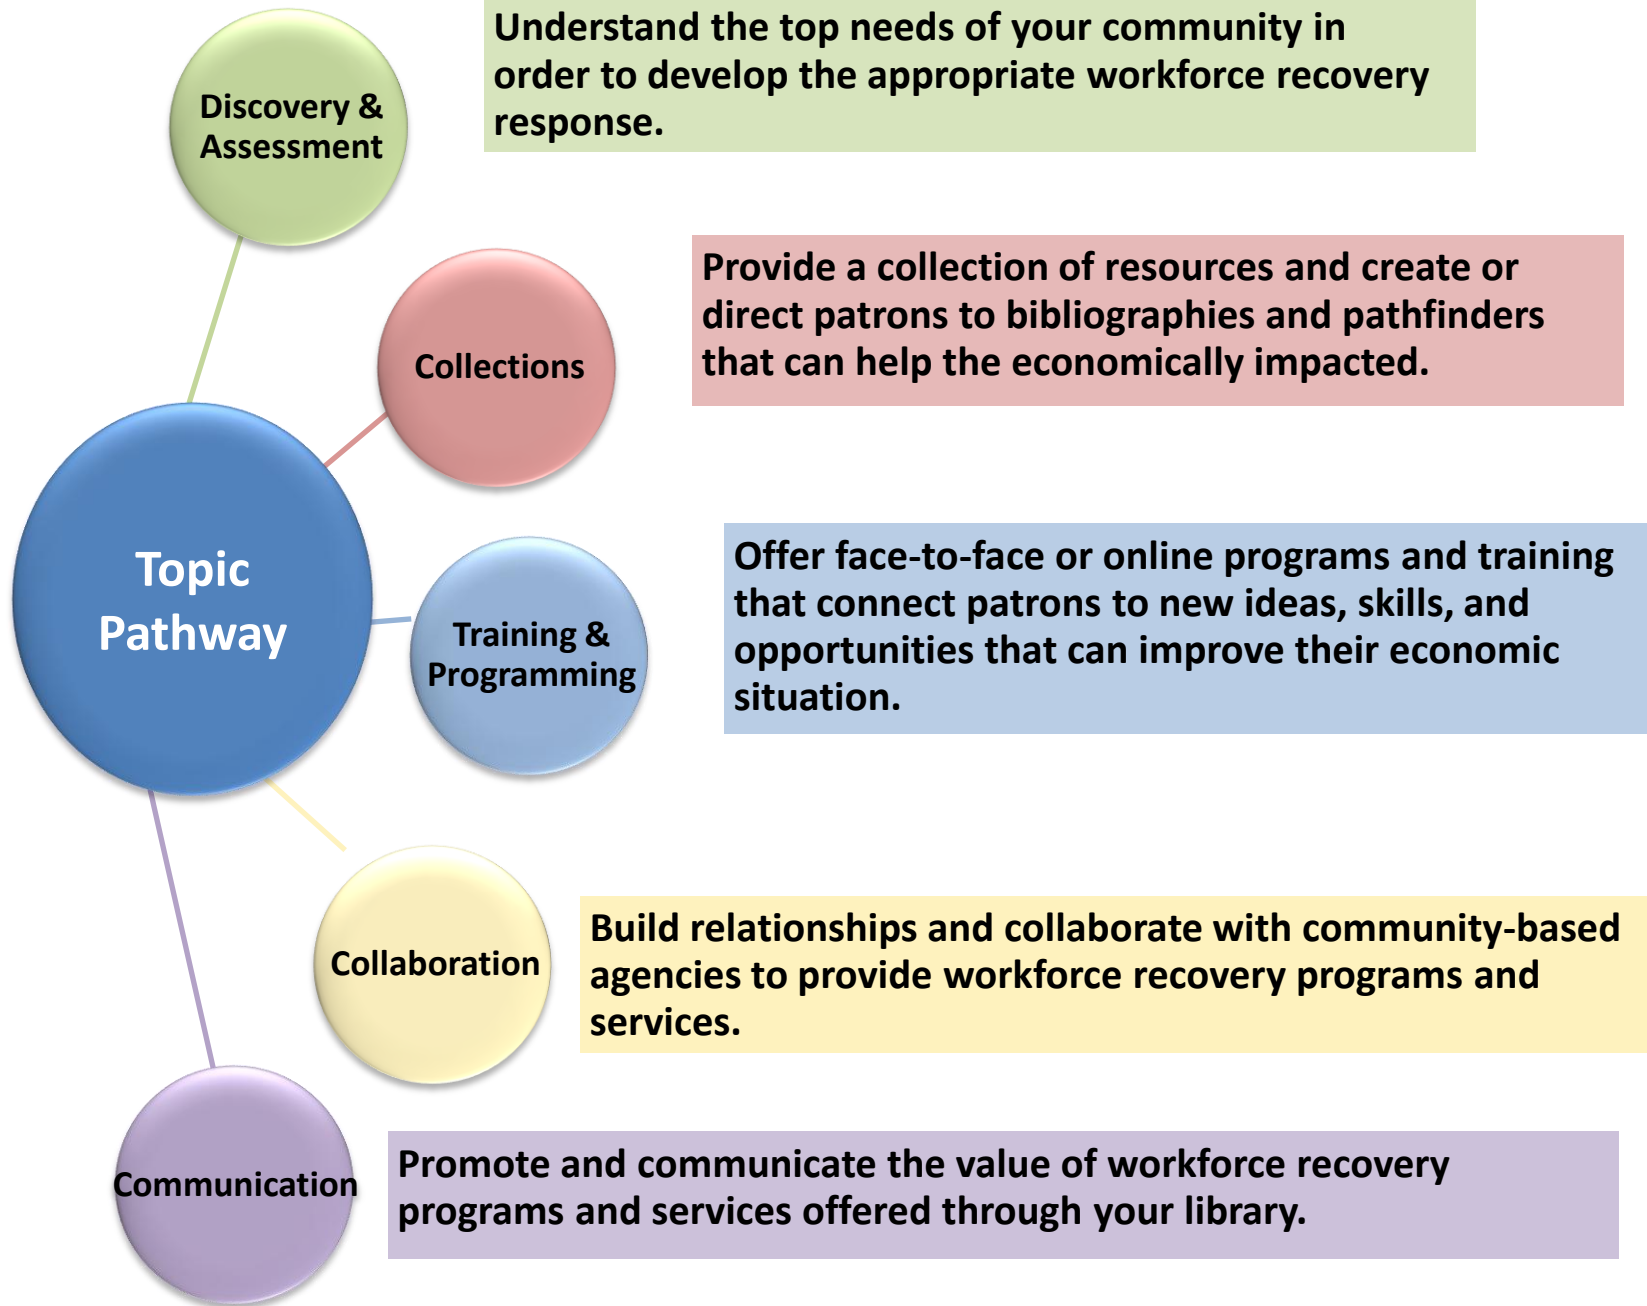 Discovery &
Assessment
Understand the top needs of your community in
order to develop the appropriate workforce recovery
response.
Collections
Provide a collection of resources and create or
direct patrons to bibliographies and pathfinders
that can help the economically impacted.
Topic
Pathway
Training &
Programming
Offer face-to-face or online programs and training
that connect patrons to new ideas, skills, and
opportunities that can improve their economic
situation.
Collaboration
Build relationships and collaborate with community-based
agencies to provide workforce recovery programs and
services.
Communication
Promote and communicate the value of workforce recovery
programs and services offered through your library.